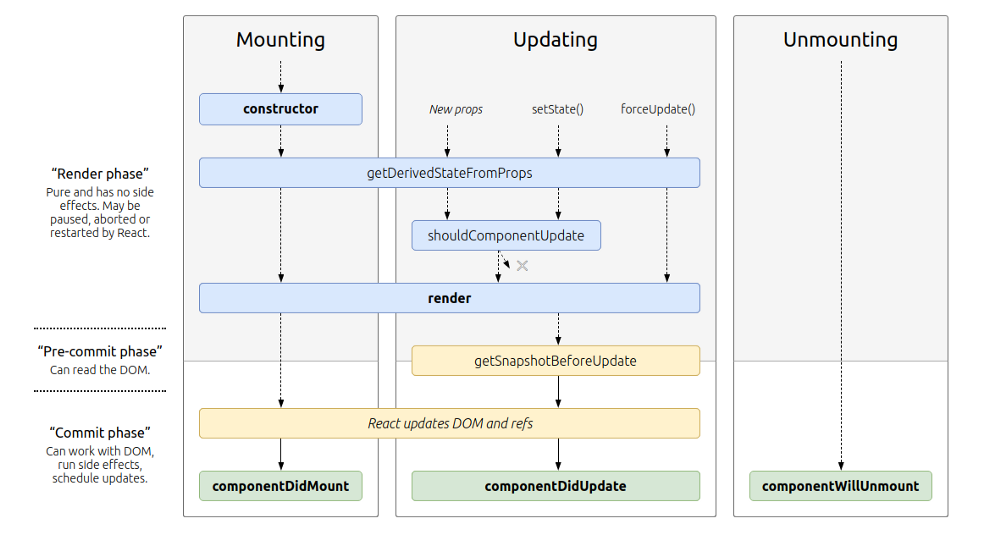 Mounting
Updating
Unmounting
constructor
New props
setState()
forceUpdate()
“Render phase”
Pure and has no side
effects. May be
paused, aborted or
restarted by React.
getDerivedStateFromProps
shouldComponentUpdate
render
“Pre-commit phase”
Can read the DOM.
getSnapshotBeforeUpdate
“Commit phase”
Can work with DOM,
run side effects,
schedule updates.
React updates DOM and refs
componentDidMount
componentDidUpdate
componentWillUnmount